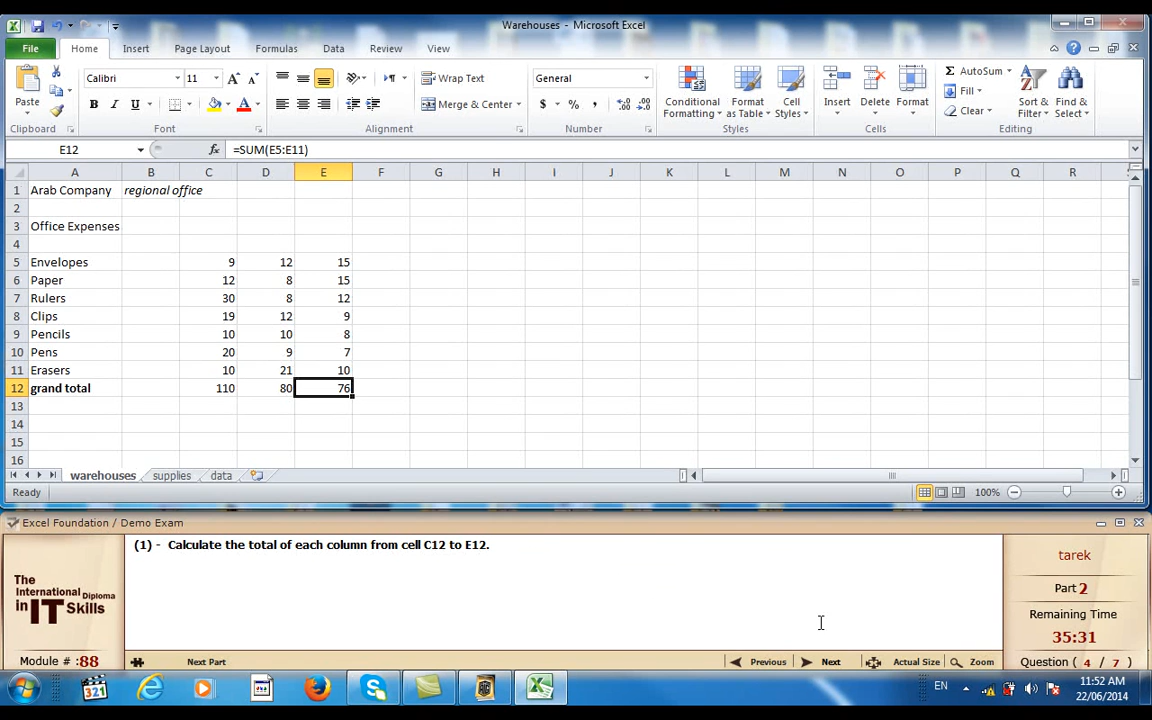 Warehouses - Microsoft Excel
File Home Insert Page Layout Formulas Data Review View
Calibri 11 Wrap Text General AutoSum
Paste B I U Merge & Center $ % , Conditional Formatting Format as Table Cell Styles Insert Delete Format Fill Clear Sort & Filter Find & Select
Clipboard Font Alignment Number Styles Cells Editing
E12 fx =SUM(E5:E11)
A B C D E F G H I J K L M N O P Q R
1 Arab Company regional office
2
3 Office Expenses
4
5 Envelopes 9 12 15
6 Paper 12 8 15
7 Rulers 30 8 12
8 Clips 19 12 9
9 Pencils 10 10 8
10 Pens 20 9 7
11 Erasers 10 21 10
12 grand total 110 80 76
13
14
15
16
warehouses supplies data
Ready 100%
Excel Foundation / Demo Exam
(1) - Calculate the total of each column from cell C12 to E12.
The International Diploma in IT Skills
Module # :88
tarek
Part 2
Remaining Time
35:31
Question ( 4 / 7 )
Next Part Previous Next Actual Size Zoom
321
EN 11:52 AM
22/06/2014